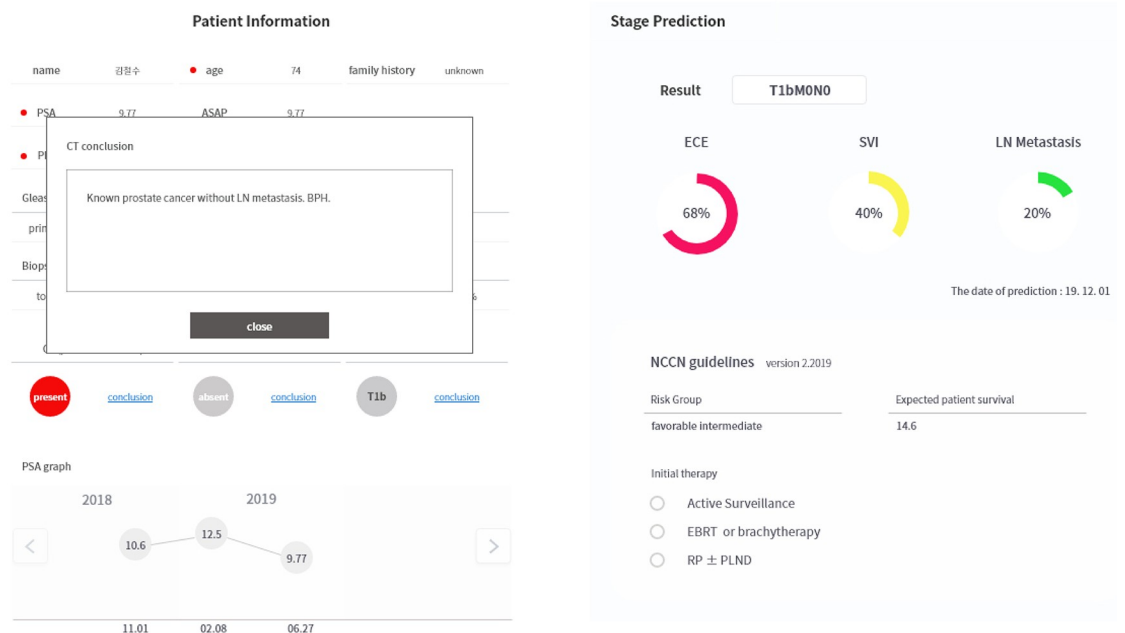 Patient Information
name 김철수 age 74 family history unknown
PSA 9.77 ASAP 9.77
CT conclusion
Known prostate cancer without LN metastasis. BPH.
close
present conclusion absent conclusion T1b conclusion
PSA graph
2018 2019
10.6 12.5 9.77
11.01 02.08 06.27
Stage Prediction
Result T1bM0N0
ECE SVI LN Metastasis
68% 40% 20%
The date of prediction : 19. 12. 01
NCCN guidelines version 2.2019
Risk Group Expected patient survival
favorable intermediate 14.6
Initial therapy
Active Surveillance
EBRT or brachytherapy
RP ± PLND